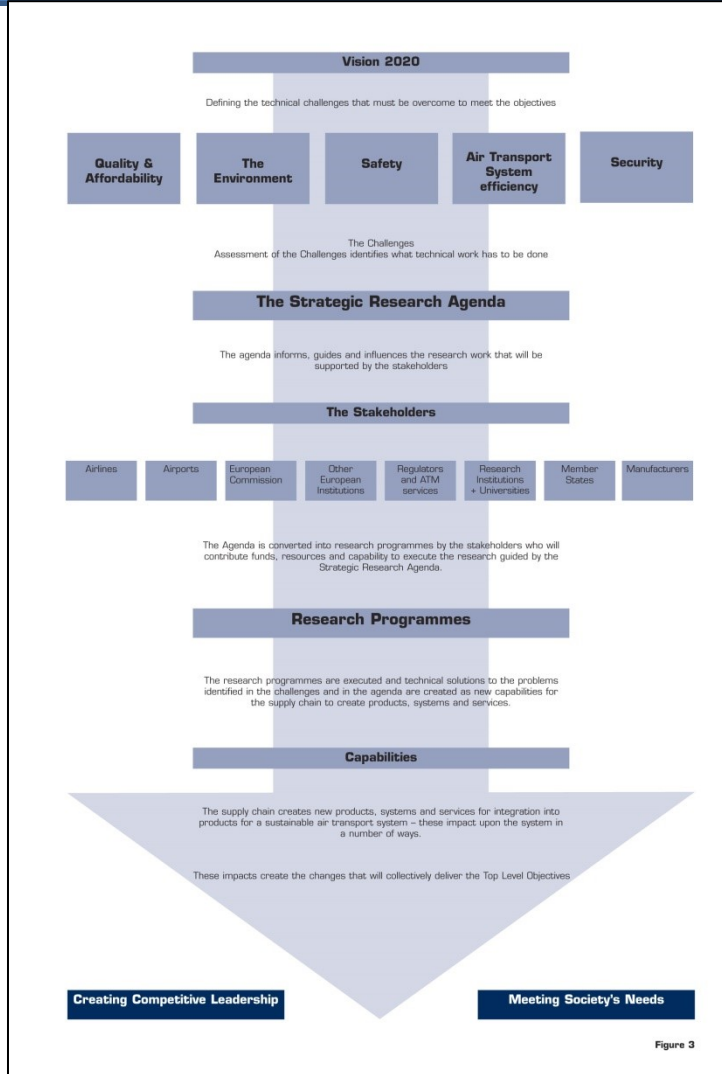 Vision 2020
Defining the technical challenges that must be overcome to meet the objectives
Quality &
Affordability
The
Environment
Safety
Air Transport
System
efficiency
Security
The Challenges
Assessment of the Challenges identifies what technical work has to be done
The Strategic Research Agenda
The agenda informs, guides and influences the research work that will be
supported by the stakeholders
The Stakeholders
Airlines
Airports
European
Commission
Other
European
Institutions
Regulators
and ATM
services
Research
Institutions
+ Universities
Member
States
Manufacturers
The Agenda is converted into research programmes by the stakeholders who will
contribute funds, resources and capability to execute the research guided by the
Strategic Research Agenda.
Research Programmes
The research programmes are executed and technical solutions to the problems
identified in the challenges and in the agenda are created as new capabilities for
the supply chain to create products, systems and services.
Capabilities
The supply chain creates new products, systems and services for integration into
products for a sustainable air transport system – these impact upon the system in
a number of ways.
These impacts create the changes that will collectively deliver the Top Level Objectives
Creating Competitive Leadership
Meeting Society's Needs
Figure 3